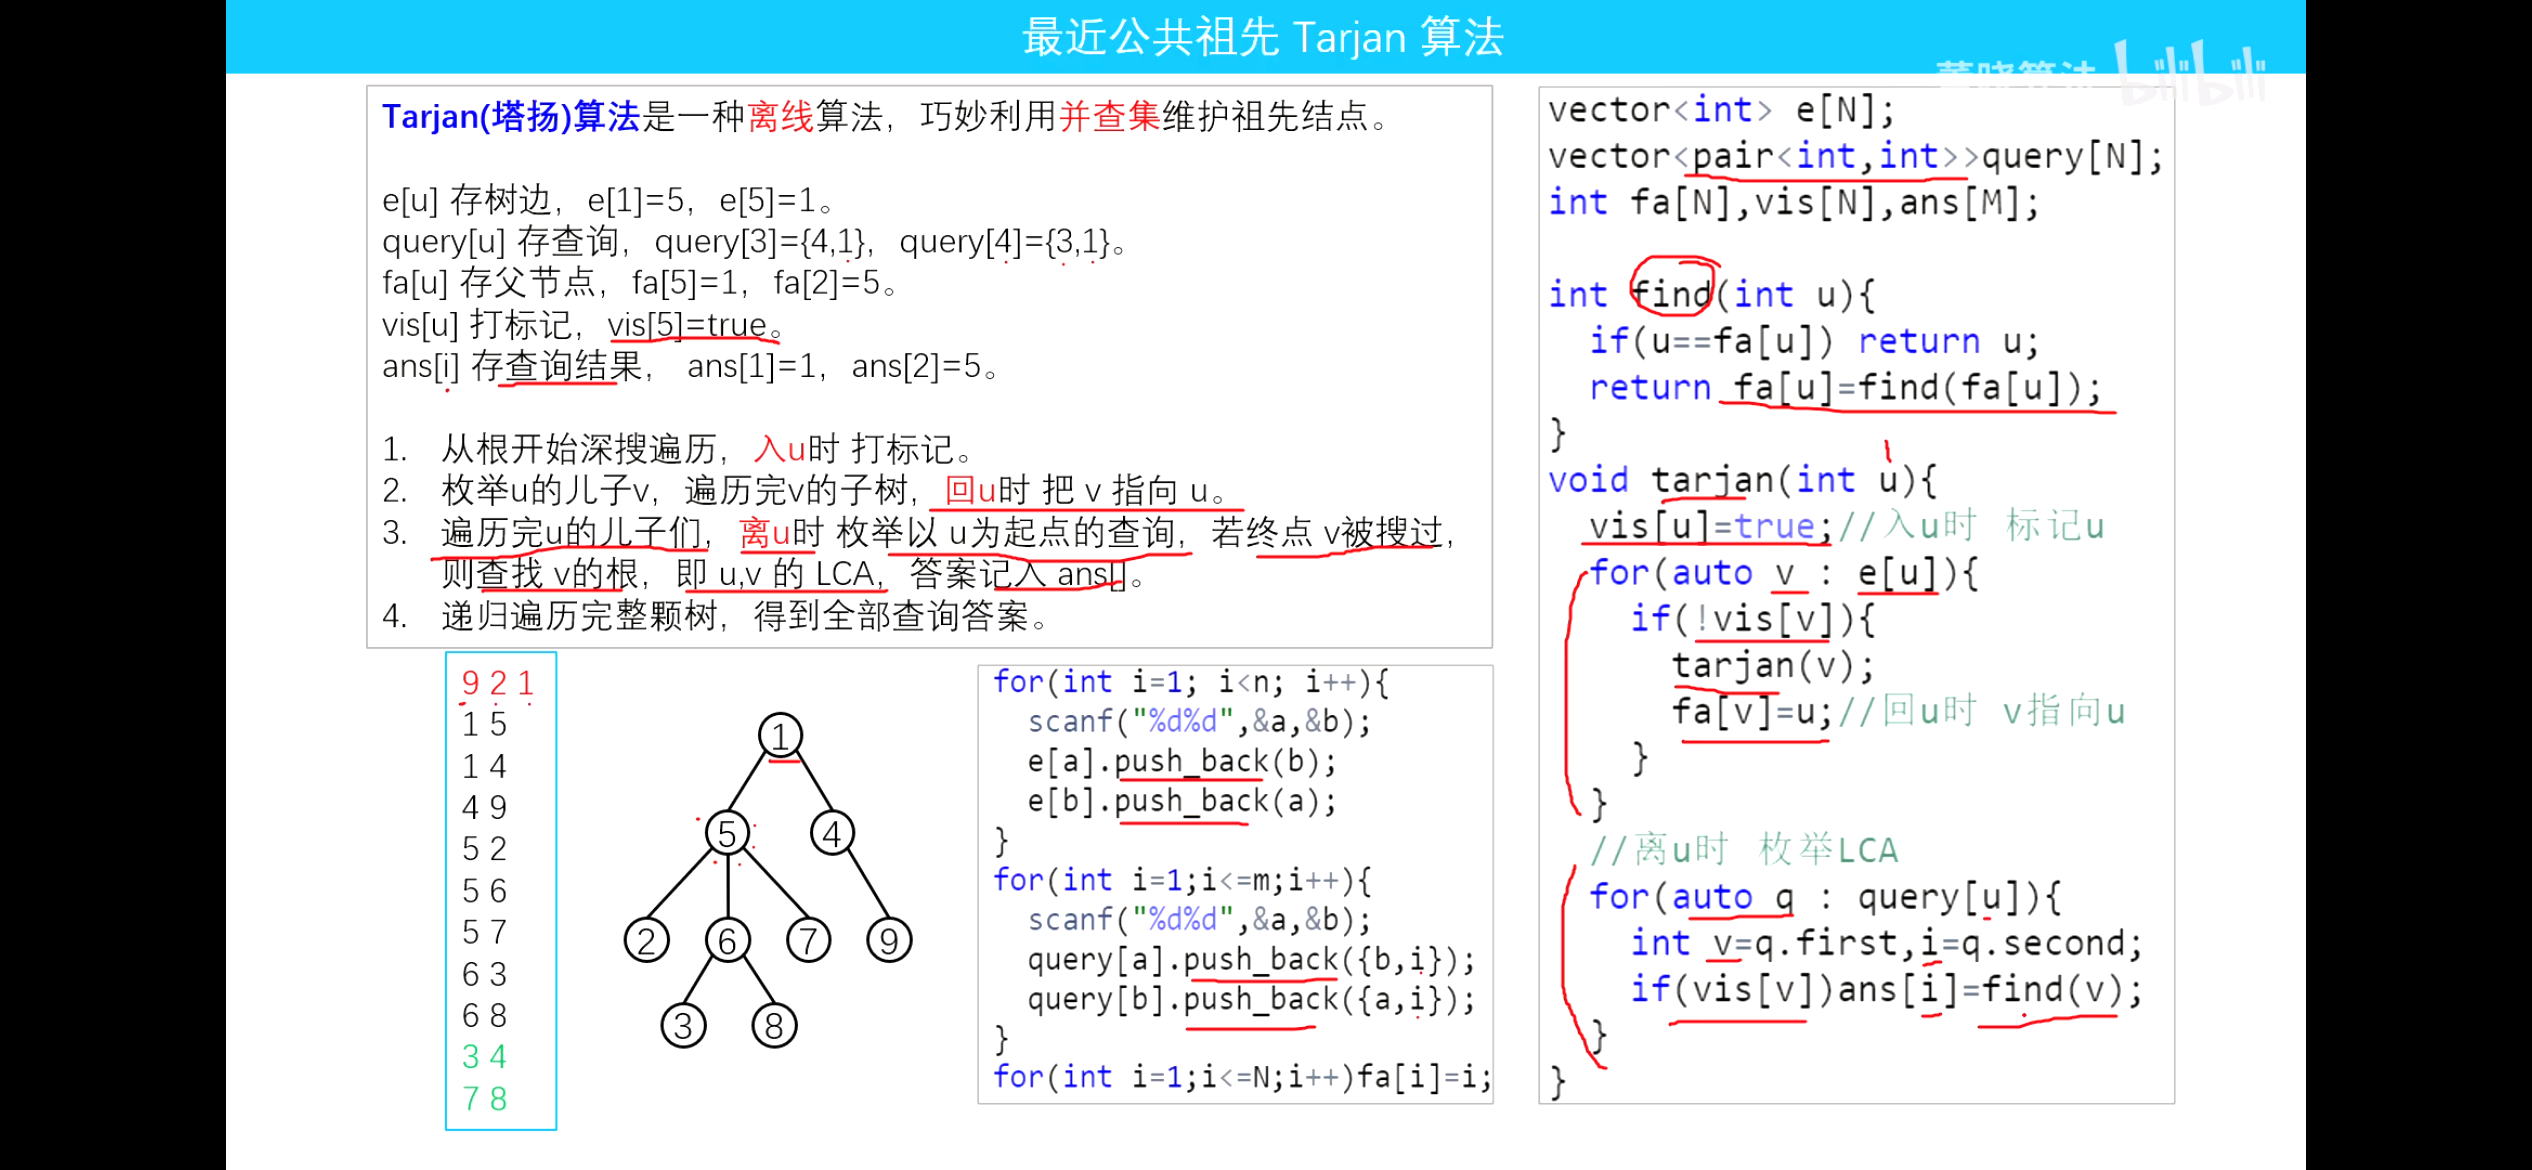 最近公共祖先 Tarjan 算法
董晓算法 bilibili
Tarjan(塔扬)算法是一种离线算法，巧妙利用并查集维护祖先结点。
e[u] 存树边，e[1]=5，e[5]=1。
query[u] 存查询，query[3]={4,1}，query[4]={3,1}。
fa[u] 存父节点，fa[5]=1，fa[2]=5。
vis[u] 打标记，vis[5]=true。
ans[i] 存查询结果， ans[1]=1，ans[2]=5。
1. 从根开始深搜遍历，入u时 打标记。
2. 枚举u的儿子v，遍历完v的子树，回u时 把 v 指向 u。
3. 遍历完u的儿子们，离u时 枚举以 u为起点的查询，若终点 v被搜过，
则查找 v的根，即 u,v 的 LCA，答案记入 ans[]。
4. 递归遍历完整颗树，得到全部查询答案。
9 2 1
1 5
1 4
4 9
5 2
5 6
5 7
6 3
6 8
3 4
7 8
1
5 4
2 6 7 9
3 8
for(int i=1; i<n; i++){
scanf("%d%d",&a,&b);
e[a].push_back(b);
e[b].push_back(a);
}
for(int i=1;i<=m;i++){
scanf("%d%d",&a,&b);
query[a].push_back({b,i});
query[b].push_back({a,i});
}
for(int i=1;i<=N;i++)fa[i]=i;
vector<int> e[N];
vector<pair<int,int>>query[N];
int fa[N],vis[N],ans[M];
int find(int u){
if(u==fa[u]) return u;
return fa[u]=find(fa[u]);
}
void tarjan(int u){
vis[u]=true;//入u时 标记u
for(auto v : e[u]){
if(!vis[v]){
tarjan(v);
fa[v]=u;//回u时 v指向u
}
}
//离u时 枚举LCA
for(auto q : query[u]){
int v=q.first,i=q.second;
if(vis[v])ans[i]=find(v);
}
}